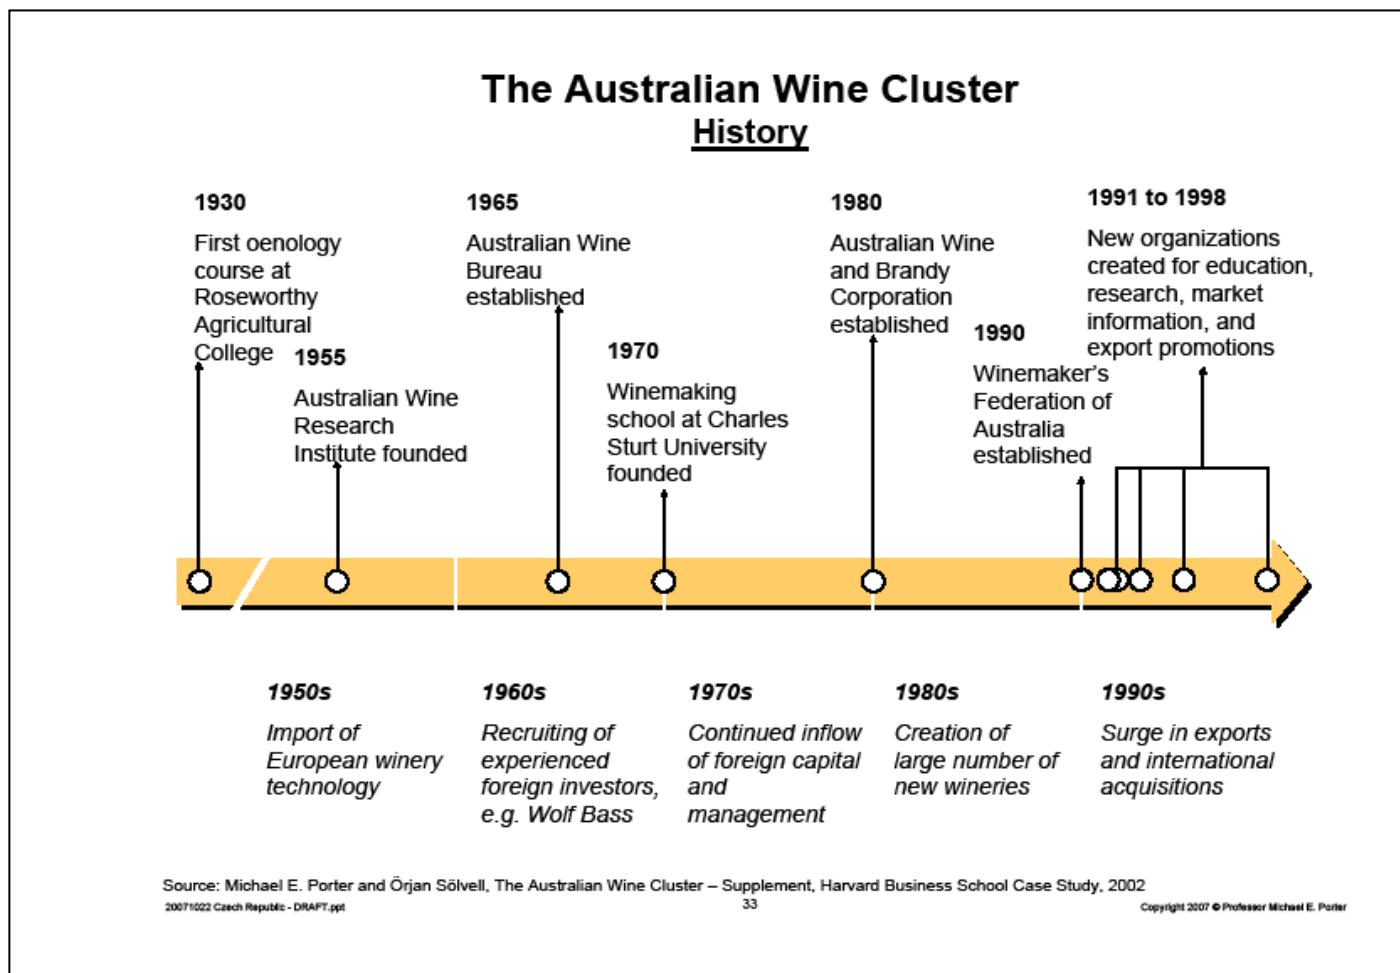 The Australian Wine Cluster
History
1930
First oenology
course at
Roseworthy
Agricultural
College
1955
Australian Wine
Research
Institute founded
1965
Australian Wine
Bureau
established
1970
Winemaking
school at Charles
Sturt University
founded
1980
Australian Wine
and Brandy
Corporation
established
1990
Winemaker's
Federation of
Australia
established
1991 to 1998
New organizations
created for education,
research, market
information, and
export promotions
1950s
Import of
European winery
technology
1960s
Recruiting of
experienced
foreign investors,
e.g. Wolf Bass
1970s
Continued inflow
of foreign capital
and
management
1980s
Creation of
large number of
new wineries
1990s
Surge in exports
and international
acquisitions
Source: Michael E. Porter and Örjan Sölvell, The Australian Wine Cluster – Supplement, Harvard Business School Case Study, 2002
20071022 Czech Republic - DRAFT.ppt
33
Copyright 2007 © Professor Michael E. Porter